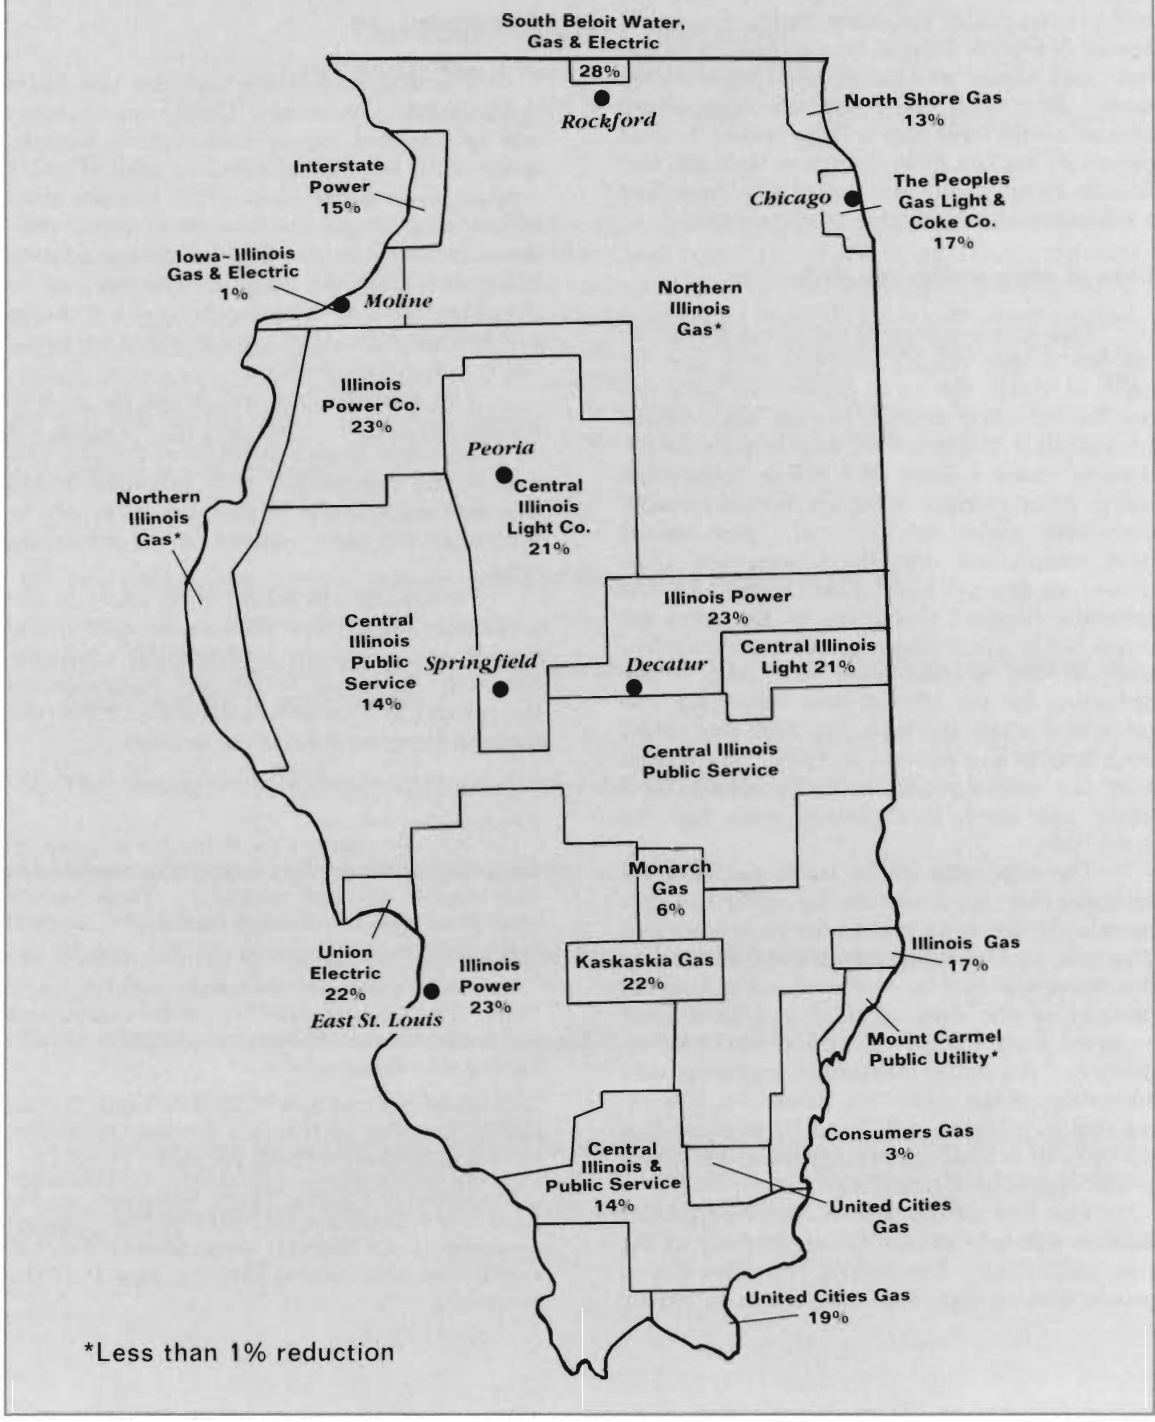 South Beloit Water,
Gas & Electric
28%
Rockford
North Shore Gas
13%
Interstate
Power
15%
Chicago
The Peoples
Gas Light &
Coke Co.
17%
Iowa-Illinois
Gas & Electric
1%
Moline
Northern
Illinois
Gas*
Illinois
Power Co.
23%
Peoria
Central
Illinois
Light Co.
21%
Northern
Illinois
Gas*
Illinois Power
23%
Central
Illinois
Public
Service
14%
Springfield
Decatur
Central Illinois
Light 21%
Central Illinois
Public Service
Monarch
Gas
6%
Union
Electric
22%
East St. Louis
Illinois
Power
23%
Kaskaskia Gas
22%
Illinois Gas
17%
Mount Carmel
Public Utility*
Consumers Gas
3%
Central
Illinois &
Public Service
14%
United Cities
Gas
United Cities Gas
19%
*Less than 1% reduction